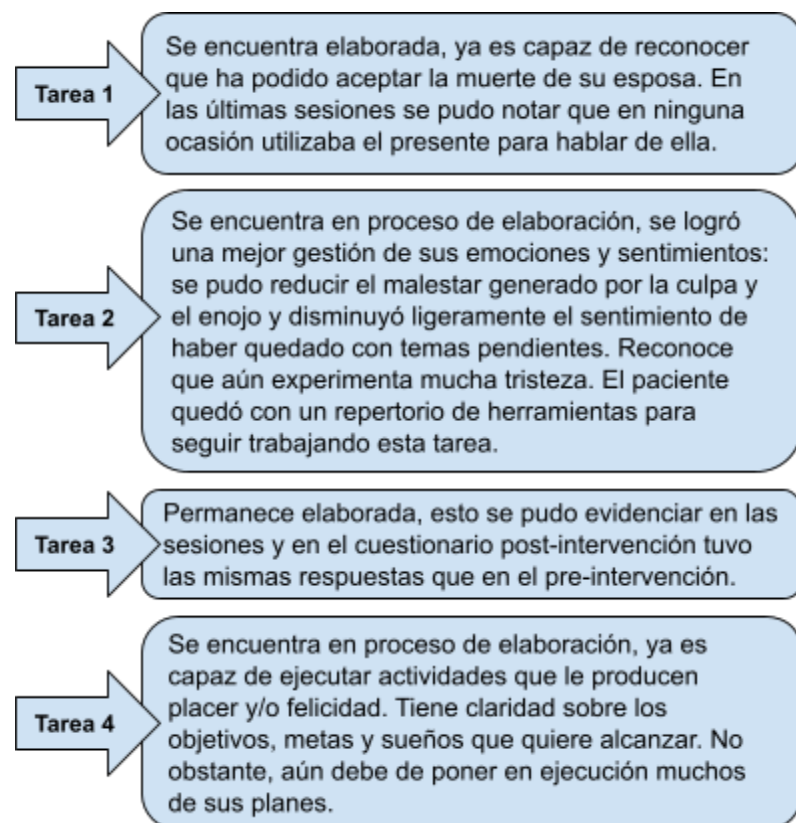 Tarea 1
Se encuentra elaborada, ya es capaz de reconocer
que ha podido aceptar la muerte de su esposa. En
las últimas sesiones se pudo notar que en ninguna
ocasión utilizaba el presente para hablar de ella.
Tarea 2
Se encuentra en proceso de elaboración, se logró
una mejor gestión de sus emociones y sentimientos:
se pudo reducir el malestar generado por la culpa y
el enojo y disminuyó ligeramente el sentimiento de
haber quedado con temas pendientes. Reconoce
que aún experimenta mucha tristeza. El paciente
quedó con un repertorio de herramientas para
seguir trabajando esta tarea.
Tarea 3
Permanece elaborada, esto se pudo evidenciar en las
sesiones y en el cuestionario post-intervención tuvo
las mismas respuestas que en el pre-intervención.
Tarea 4
Se encuentra en proceso de elaboración, ya es
capaz de ejecutar actividades que le producen
placer y/o felicidad. Tiene claridad sobre los
objetivos, metas y sueños que quiere alcanzar. No
obstante, aún debe de poner en ejecución muchos
de sus planes.